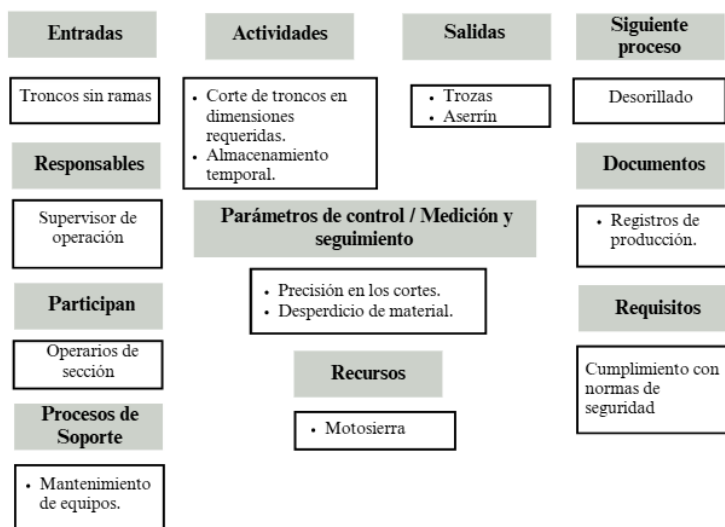 Entradas
Troncos sin ramas
Responsables
Supervisor de
operación
Participan
Operarios de
sección
Procesos de
Soporte
• Mantenimiento
de equipos.
Actividades
• Corte de troncos en
dimensiones
requeridas.
• Almacenamiento
temporal.
Salidas
• Trozas
• Aserrín
Parámetros de control / Medición y
seguimiento
• Precisión en los cortes.
• Desperdicio de material.
Recursos
• Motosierra
Siguiente
proceso
Desorillado
Documentos
• Registros de
producción.
Requisitos
Cumplimiento con
normas de
seguridad